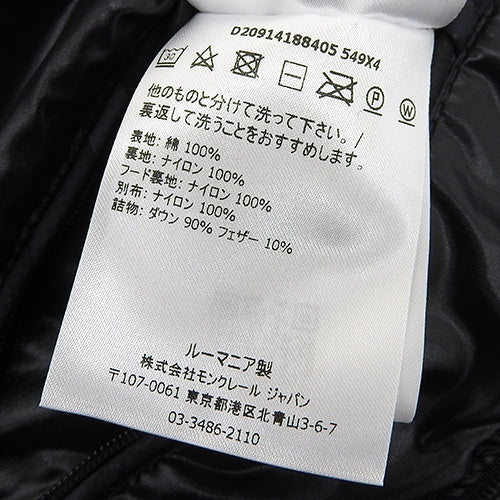 D20914188405 549X4
30 P W
他のものと分けて洗って下さい。/
裏返して洗うことをおすすめします。
表地: 綿 100%
裏地: ナイロン 100%
フード裏地: ナイロン 100%
別布: ナイロン 100%
詰物: ダウン 90% フェザー 10%
ルーマニア製
株式会社モンクレール ジャパン
〒107-0061 東京都港区北青山3-6-7
03-3486-2110